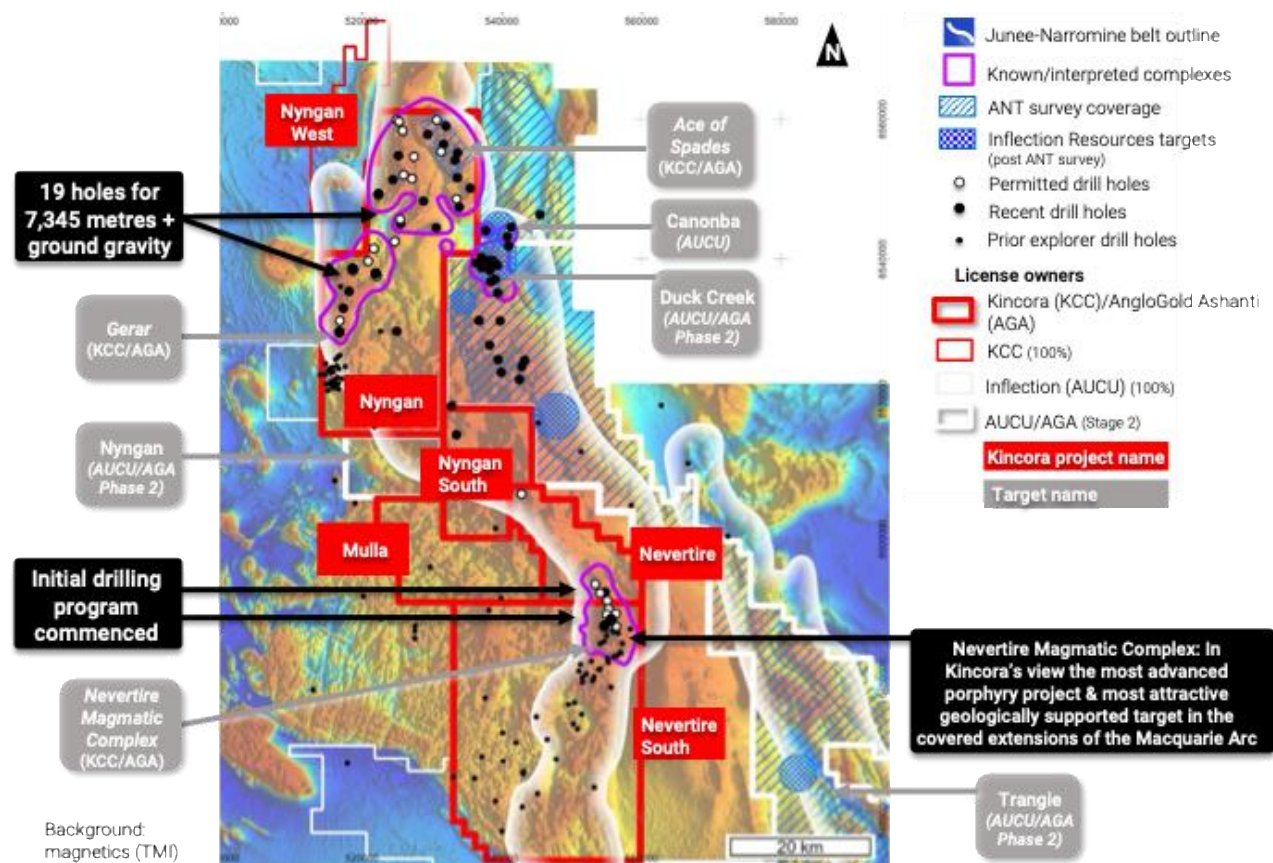 0000
520000
540000
560000
580000
N
Junee-Narromine belt outline
Known/interpreted complexes
ANT survey coverage
Inflection Resources targets
(post ANT survey)
Permitted drill holes
Recent drill holes
Prior explorer drill holes
License owners
Kincora (KCC)/AngloGold Ashanti
(AGA)
KCC (100%)
Inflection (AUCU) (100%)
AUCU/AGA (Stage 2)
Kincora project name
Target name
Nyngan
West
Ace of
Spades
(KCC/AGA)
6560000
19 holes for
7,345 metres +
ground gravity
Canonba
(AUCU)
6540000
Duck Creek
(AUCU/AGA
Phase 2)
Gerar
(KCC/AGA)
Nyngan
Nyngan
(AUCU/AGA
Phase 2)
Nyngan
South
Mulla
Nevertire
Initial drilling
program
commenced
Nevertire Magmatic Complex: In
Kincora's view the most advanced
porphyry project & most attractive
geologically supported target in the
covered extensions of the Macquarie Arc
Nevertire
Magmatic
Complex
(KCC/AGA)
Nevertire
South
Trangle
(AUCU/AGA
Phase 2)
Background:
magnetics (TMI)
20 km
0000
520000